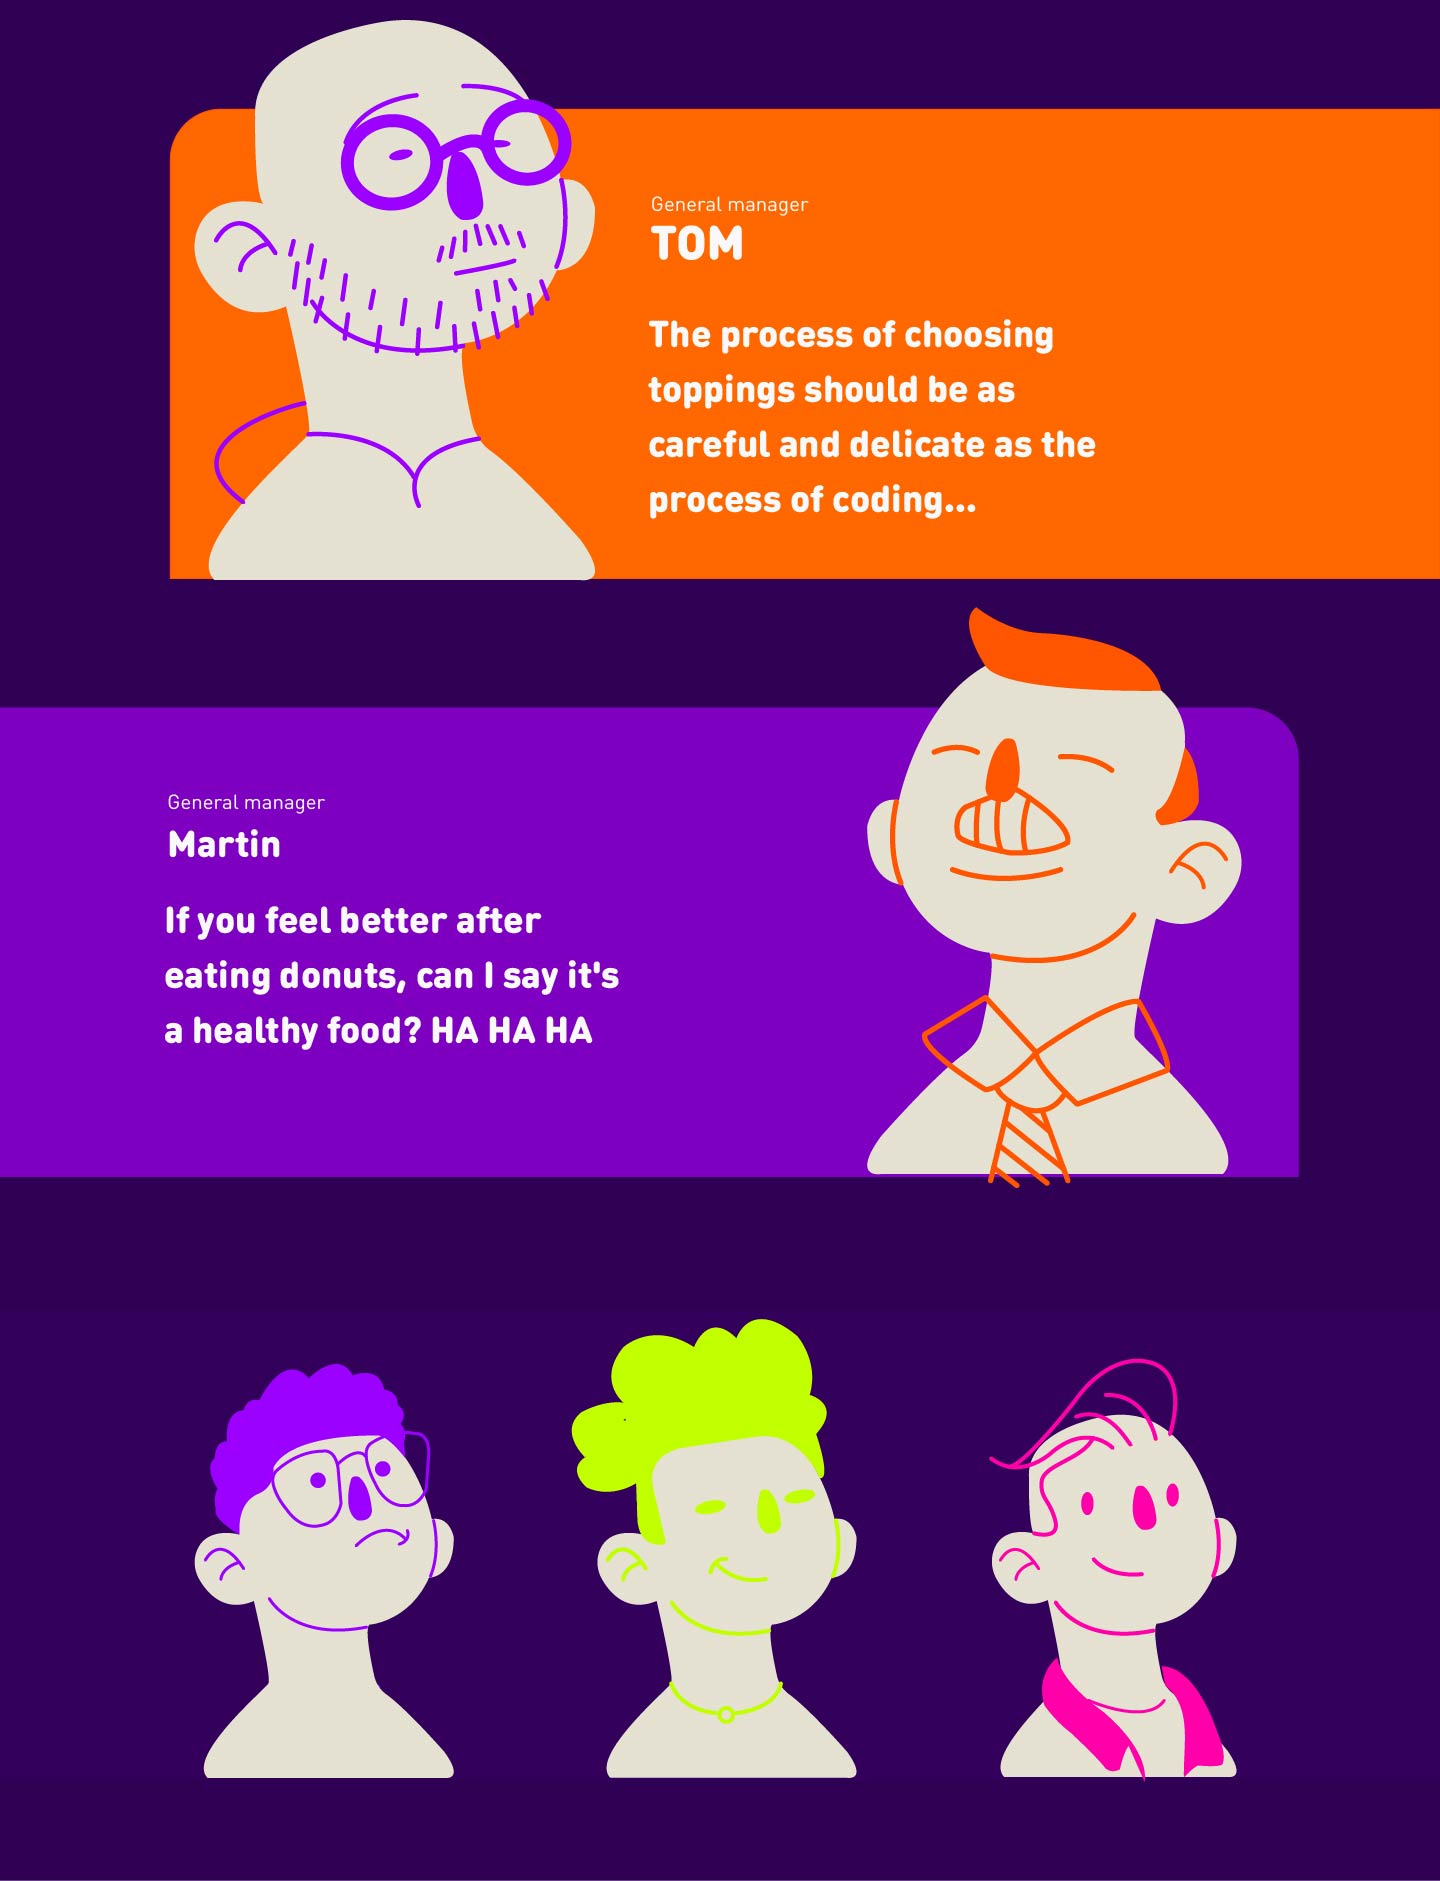 General manager
TOM
The process of choosing
toppings should be as
careful and delicate as the
process of coding...
General manager
Martin
If you feel better after
eating donuts, can I say it's
a healthy food? HA HA HA